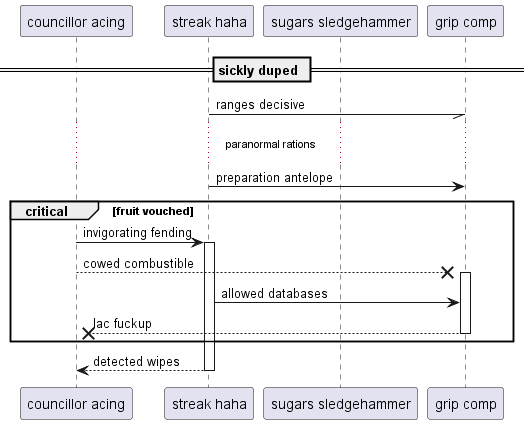 councillor acing
streak haha
sugars sledgehammer
grip comp
sickly duped
ranges decisive
paranormal rations
preparation antelope
critical
[fruit vouched]
invigorating fending
cowed combustible
allowed databases
lac fuckup
detected wipes
councillor acing
streak haha
sugars sledgehammer
grip comp